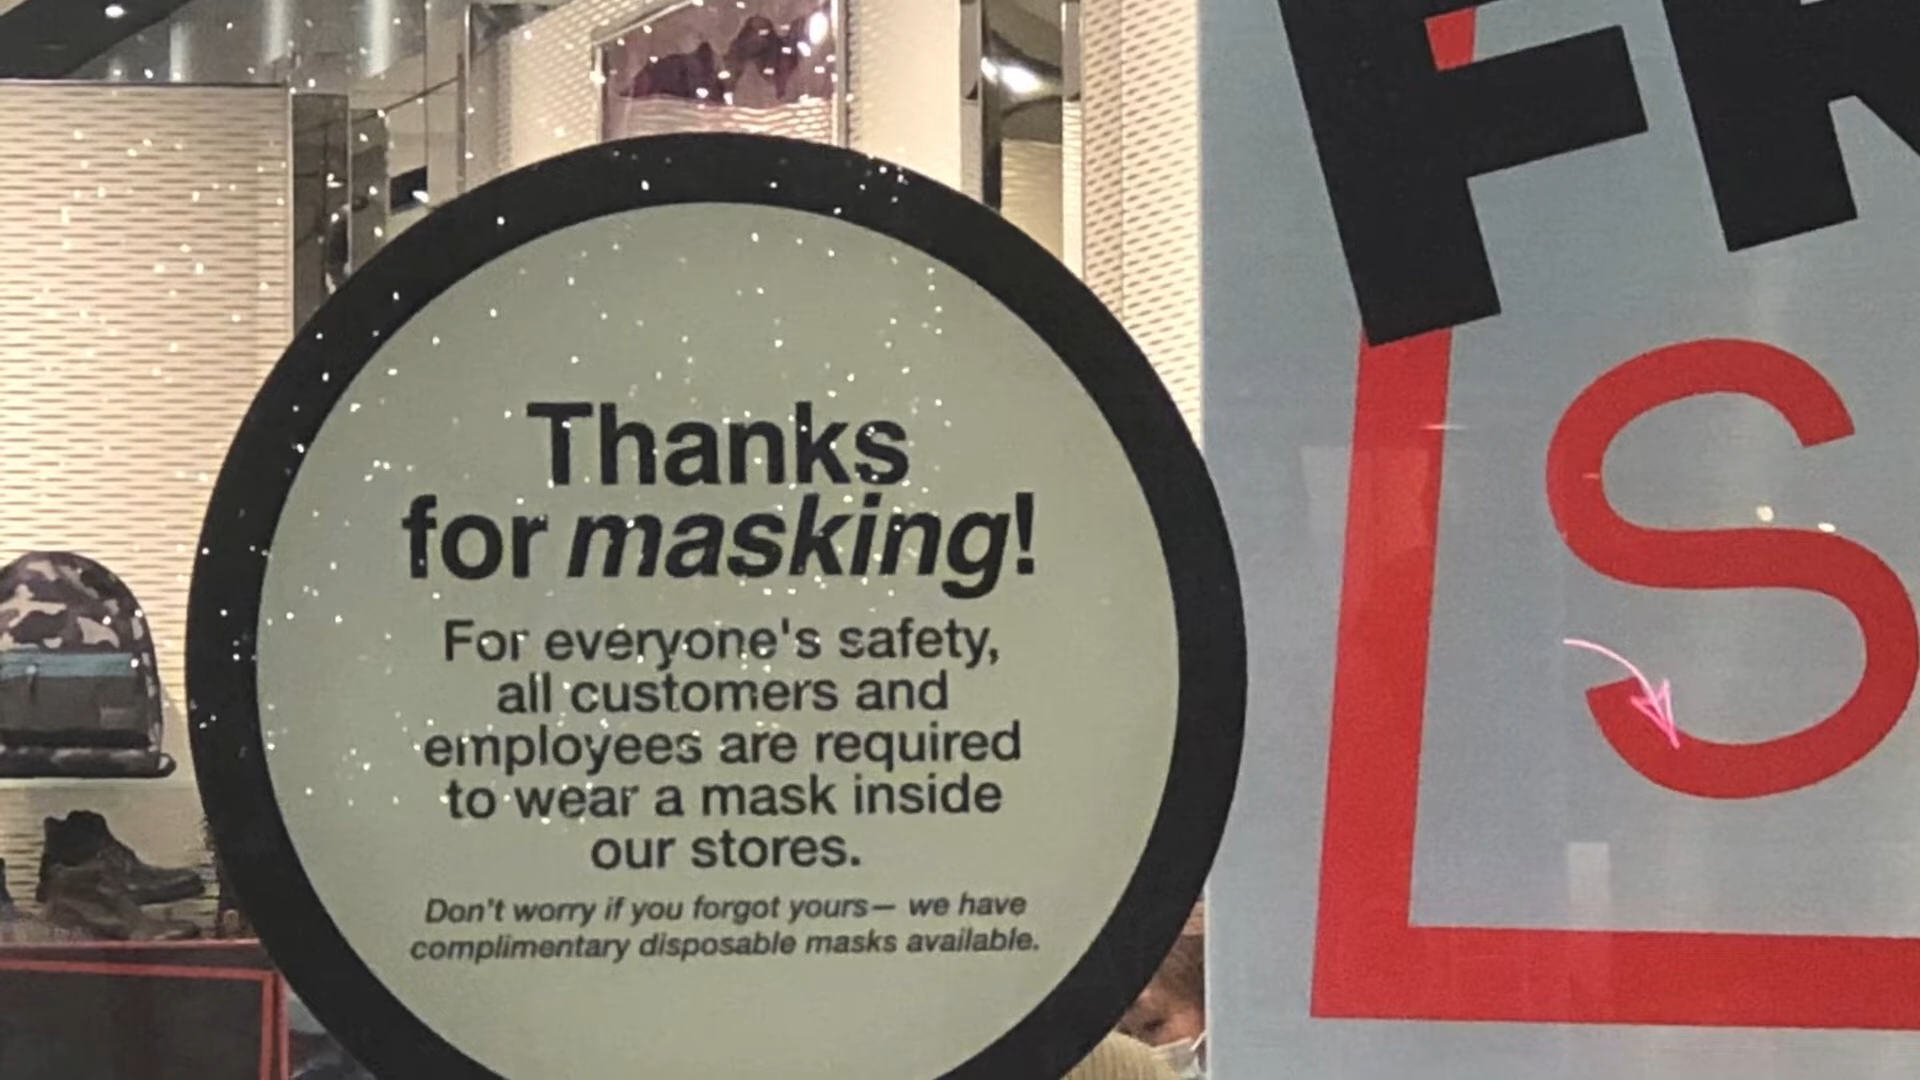 Thanks
for masking!
For everyone's safety,
all customers and
employees are required
to wear a mask inside
our stores.
Don't worry if you forgot yours— we have
complimentary disposable masks available.
FR
S